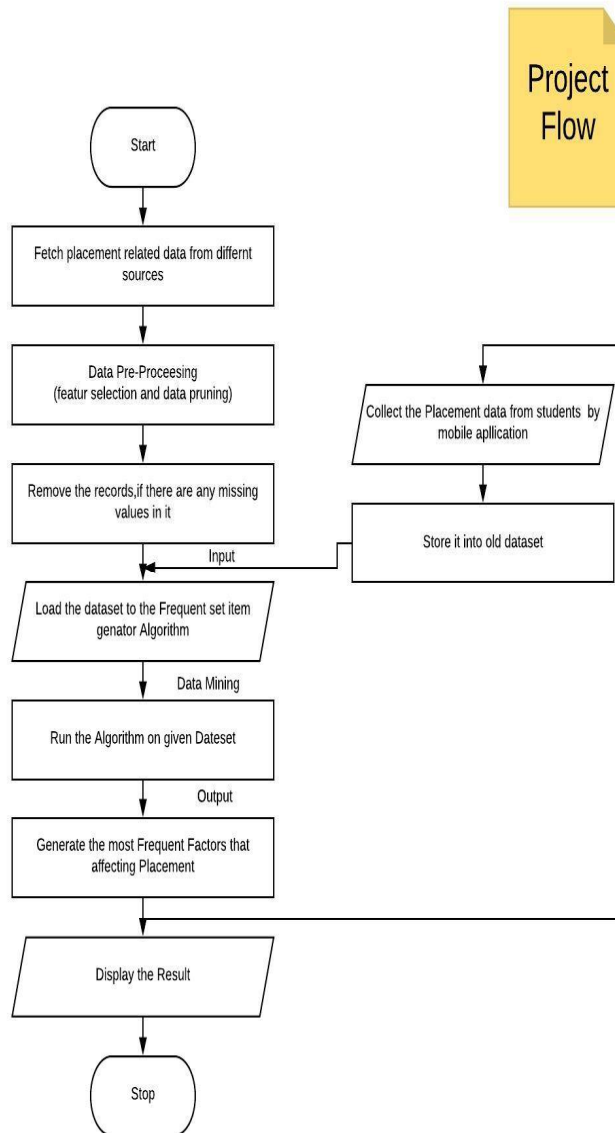 Project
Flow
Start
Fetch placement related data from differnt
sources
Data Pre-Proceesing
(featur selection and data pruning)
Remove the records,if there are any missing
values in it
Collect the Placement data from students by
mobile apllication
Store it into old dataset
Input
Load the dataset to the Frequent set item
genator Algorithm
Data Mining
Run the Algorithm on given Dateset
Output
Generate the most Frequent Factors that
affecting Placement
Display the Result
Stop